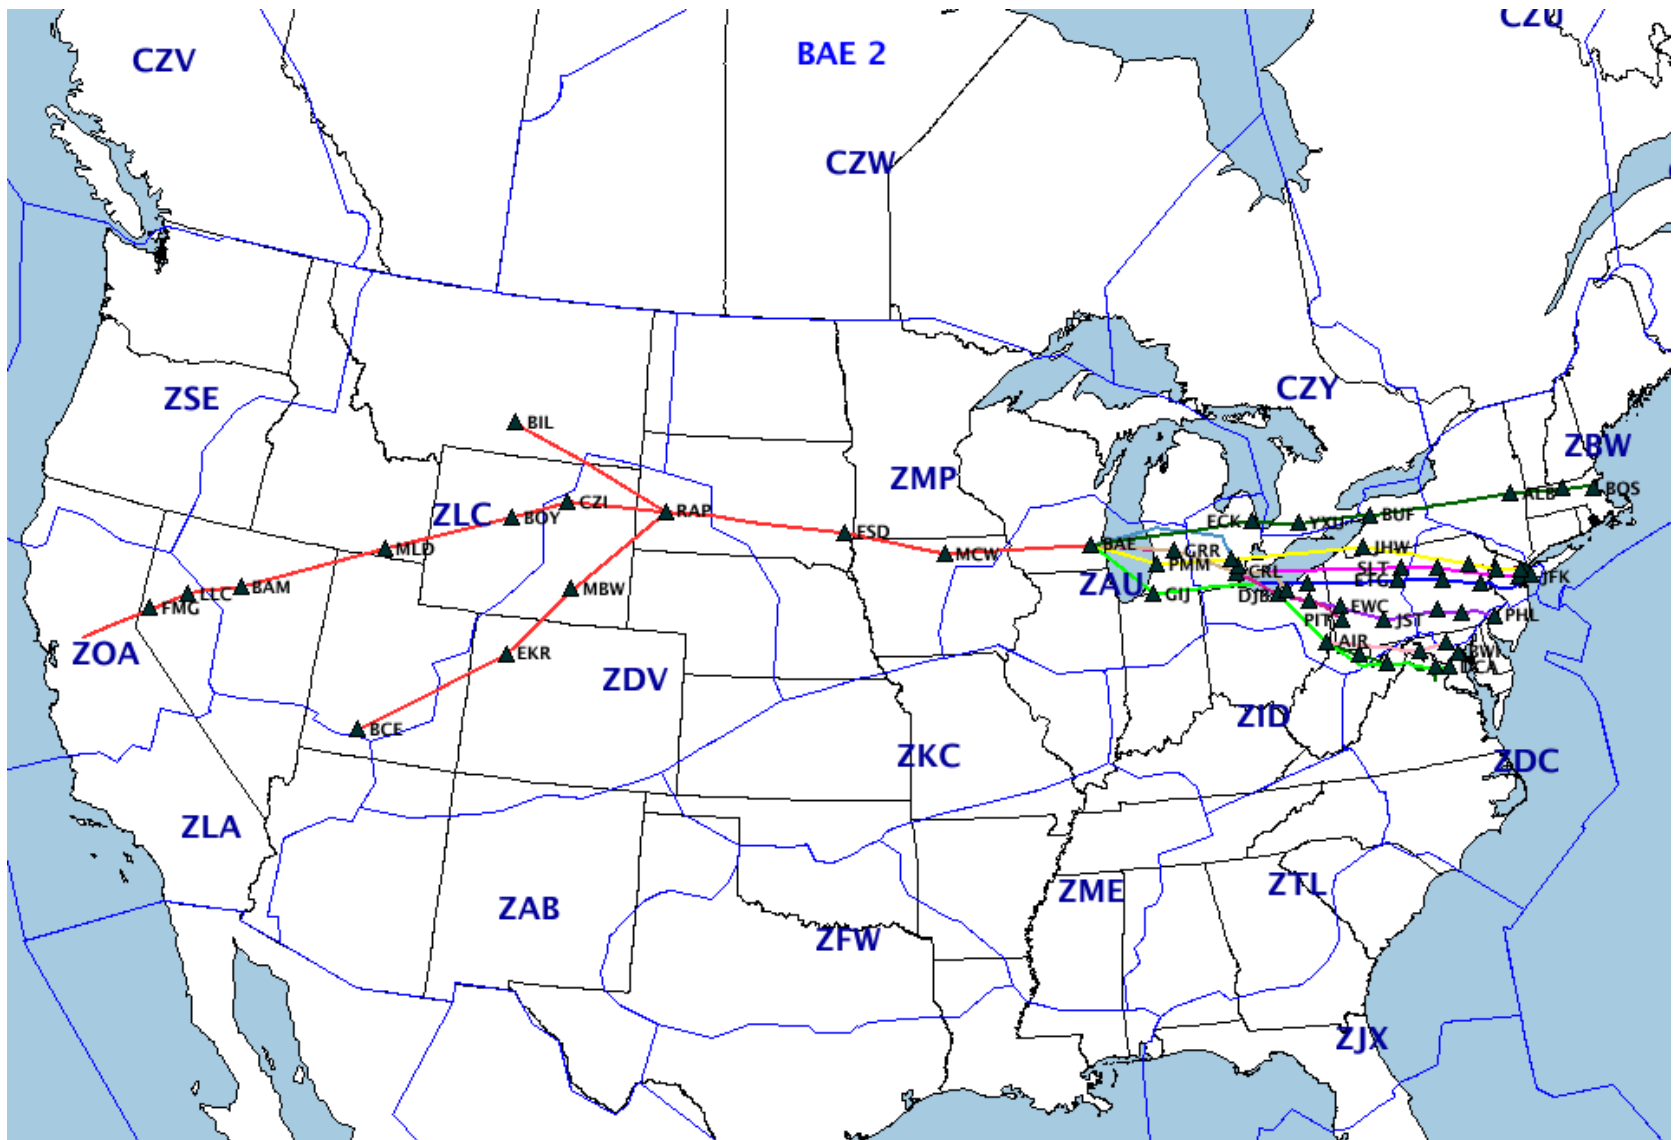 CZU
BAE 2
CZV
CZW
ZSE
CZY
BIL
ZBW
ZMP
ZLC
CZI
BOY
RAP
ALB
BOS
ECK
YXU
BUF
MLD
FSD
MCW
BAE
GRR
JHW
PMM
ZAU
CRL
SLT
ETG
JFK
BAM
LLC
FMG
MBW
GIJ
DJB
EWC
PIT
JST
PHL
ZOA
EKR
AIR
BWI
DCA
ZDV
ZID
BCE
ZKC
ZDC
ZLA
ZAB
ZME
ZTL
ZFW
ZJX